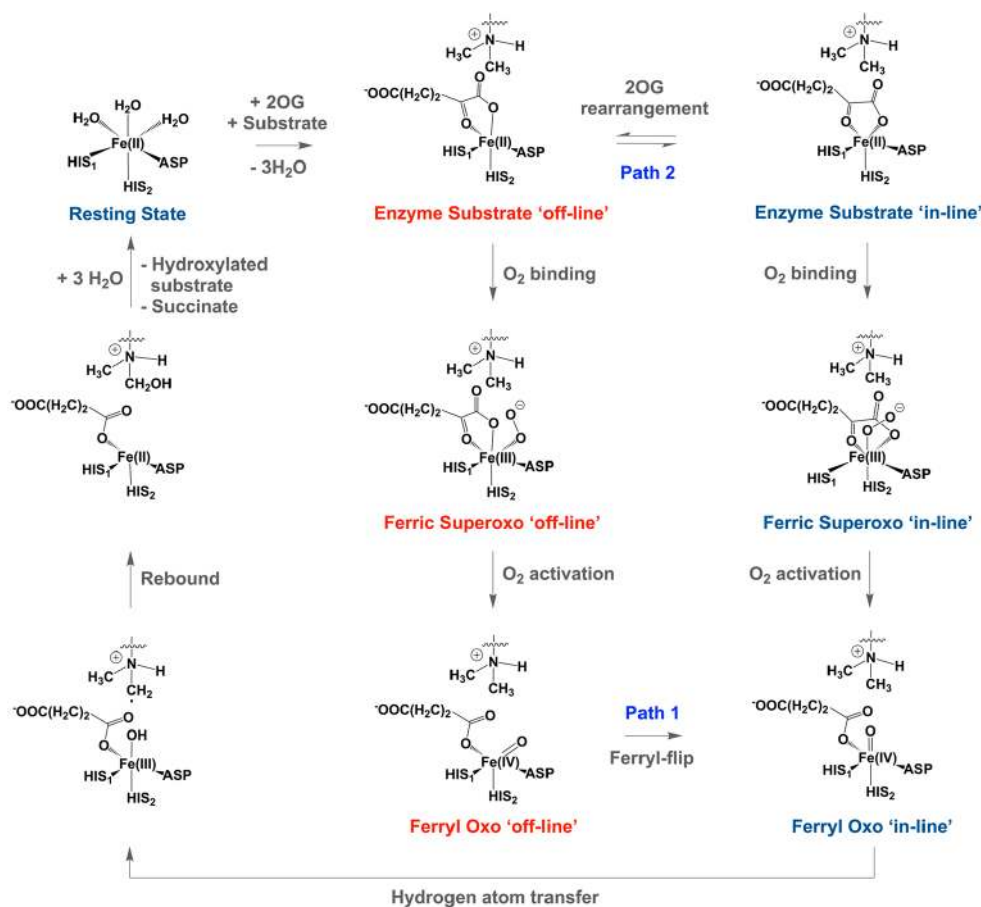 H2O
H2O
H2O
Fe(II)
HIS1
ASP
HIS2
Resting State
+ 2OG
+ Substrate
- 3H2O
⊕
N
H
H3C
CH3
O
⁻OOC(H2C)2
O
O
Fe(II)
HIS1
ASP
HIS2
Enzyme Substrate 'off-line'
2OG
rearrangement
Path 2
⊕
N
H
H3C
CH3
O
⁻OOC(H2C)2
O
O
Fe(II)
HIS1
ASP
HIS2
Enzyme Substrate 'in-line'
+ 3 H2O
- Hydroxylated
substrate
- Succinate
O2 binding
O2 binding
⊕
N
H
H3C
CH2OH
⁻OOC(H2C)2
O
O
Fe(II)
HIS1
ASP
HIS2
⊕
N
H
H3C
CH3
O
⊖
⁻OOC(H2C)2
O
O
O
O
Fe(III)
HIS1
ASP
HIS2
Ferric Superoxo 'off-line'
⊕
N
H
H3C
CH3
O
⊖
⁻OOC(H2C)2
O
O
O
O
Fe(III)
HIS1
ASP
HIS2
Ferric Superoxo 'in-line'
Rebound
O2 activation
O2 activation
⊕
N
H
H3C
CH2
·
⁻OOC(H2C)2
O
O
OH
Fe(III)
HIS1
ASP
HIS2
⊕
N
H
H3C
CH3
⁻OOC(H2C)2
O
O
O
Fe(IV)
HIS1
ASP
HIS2
Ferryl Oxo 'off-line'
Path 1
Ferryl-flip
⊕
N
H
H3C
CH3
⁻OOC(H2C)2
O
O
O
Fe(IV)
HIS1
ASP
HIS2
Ferryl Oxo 'in-line'
Hydrogen atom transfer